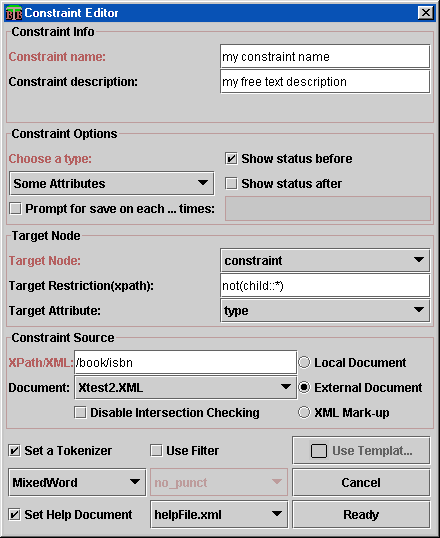 Constraint Editor
Constraint Info
Constraint name: my constraint name
Constraint description: my free text description
Constraint Options
Choose a type: Show status before
Some Attributes Show status after
Prompt for save on each ... times:
Target Node
Target Node: constraint
Target Restriction(xpath): not(child::*)
Target Attribute: type
Constraint Source
XPath/XML: /book/isbn Local Document
Document: Xtest2.XML External Document
Disable Intersection Checking XML Mark-up
Set a Tokenizer Use Filter Use Templat...
MixedWord no_punct Cancel
Set Help Document helpFile.xml Ready